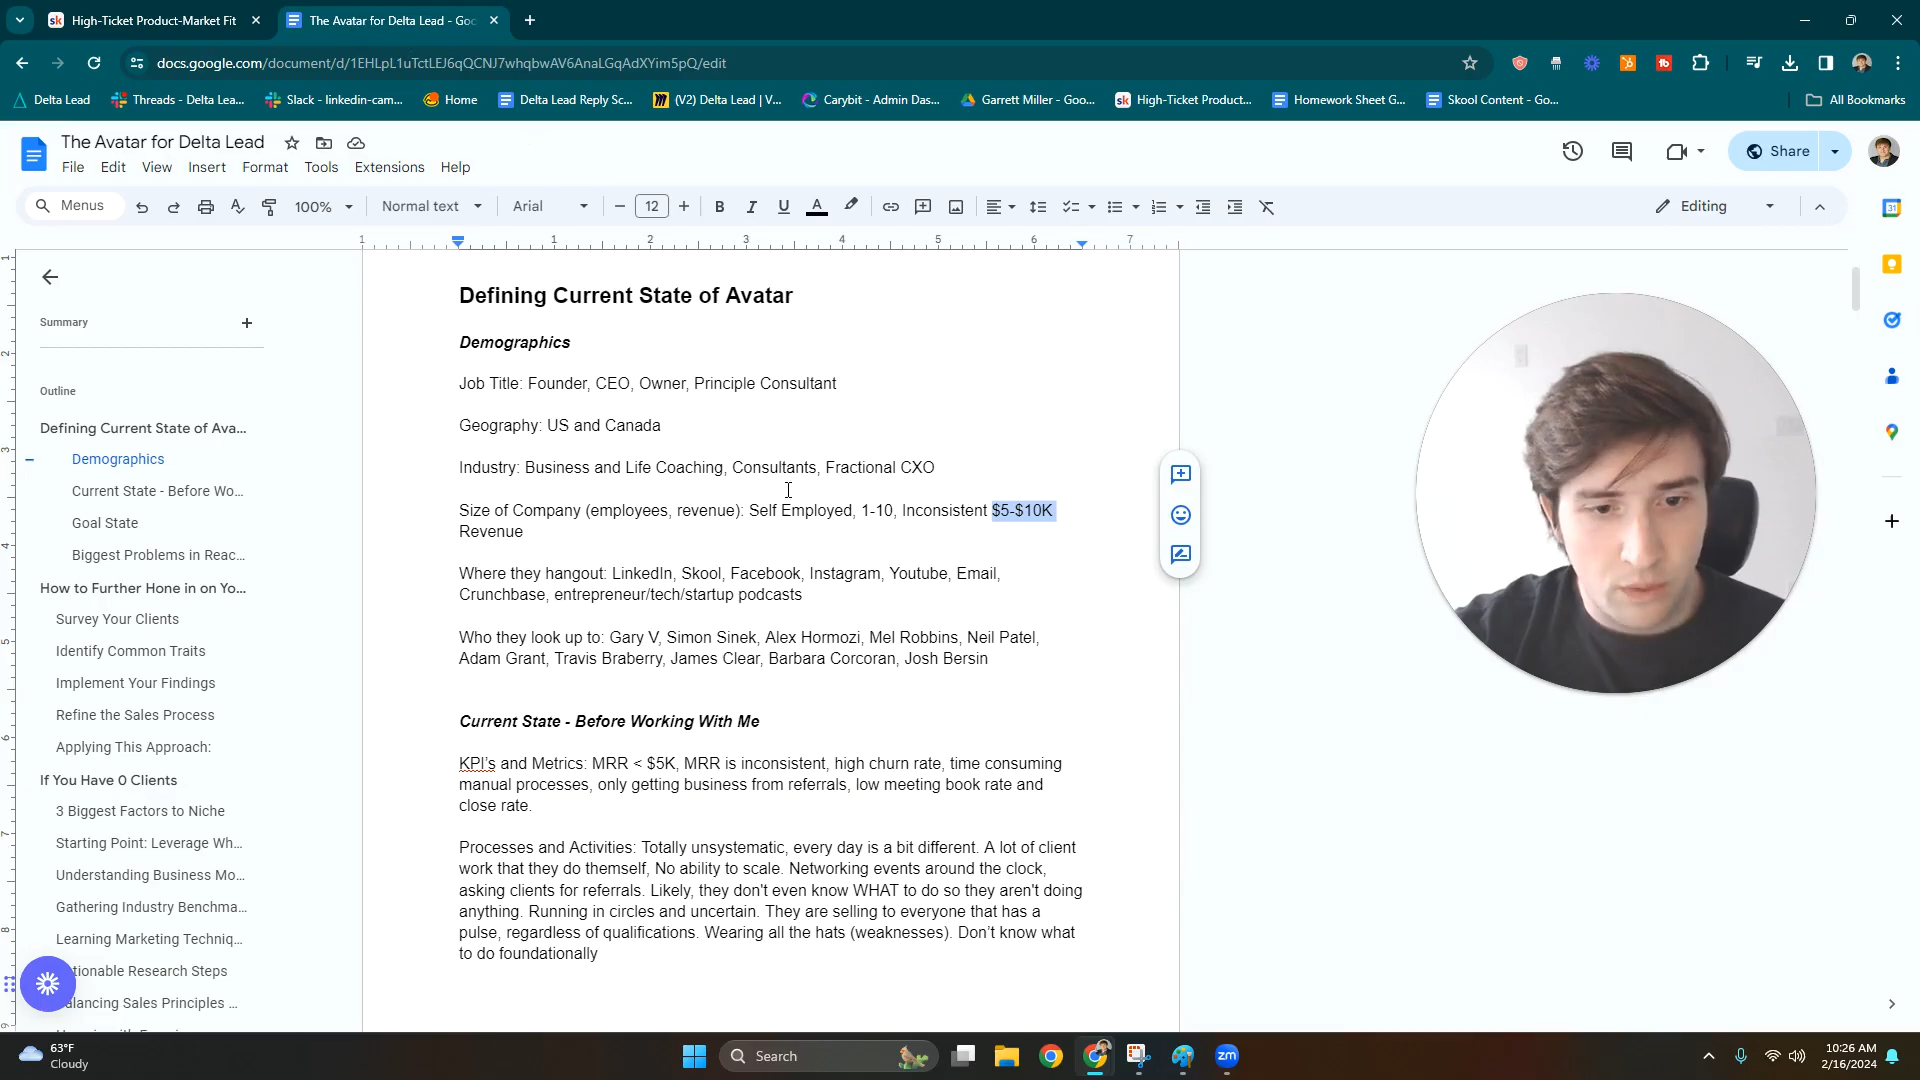 High-Ticket Product-Market Fit
The Avatar for Delta Lead - Goo
docs.google.com/document/d/1EHLpL1uTctLEJ6qQCNJ7whqbwAV6AnaLGqAdXYim5pQ/edit
Delta Lead
Threads - Delta Lea...
Slack - linkedin-cam...
Home
Delta Lead Reply Sc...
(V2) Delta Lead | V...
Carybit - Admin Das...
Garrett Miller - Goo...
High-Ticket Product...
Homework Sheet G...
Skool Content - Go...
All Bookmarks
The Avatar for Delta Lead
File Edit View Insert Format Tools Extensions Help
Share
Menus
100%
Normal text
Arial
12
Editing
Summary
Outline
Defining Current State of Ava...
Demographics
Current State - Before Wo...
Goal State
Biggest Problems in Reac...
How to Further Hone in on Yo...
Survey Your Clients
Identify Common Traits
Implement Your Findings
Refine the Sales Process
Applying This Approach:
If You Have 0 Clients
3 Biggest Factors to Niche
Starting Point: Leverage Wh...
Understanding Business Mo...
Gathering Industry Benchma...
Learning Marketing Techniq...
tionable Research Steps
alancing Sales Principles ...
Defining Current State of Avatar
Demographics
Job Title: Founder, CEO, Owner, Principle Consultant
Geography: US and Canada
Industry: Business and Life Coaching, Consultants, Fractional CXO
Size of Company (employees, revenue): Self Employed, 1-10, Inconsistent $5-$10K
Revenue
Where they hangout: LinkedIn, Skool, Facebook, Instagram, Youtube, Email,
Crunchbase, entrepreneur/tech/startup podcasts
Who they look up to: Gary V, Simon Sinek, Alex Hormozi, Mel Robbins, Neil Patel,
Adam Grant, Travis Braberry, James Clear, Barbara Corcoran, Josh Bersin
Current State - Before Working With Me
KPI's and Metrics: MRR < $5K, MRR is inconsistent, high churn rate, time consuming
manual processes, only getting business from referrals, low meeting book rate and
close rate.
Processes and Activities: Totally unsystematic, every day is a bit different. A lot of client
work that they do themself, No ability to scale. Networking events around the clock,
asking clients for referrals. Likely, they don't even know WHAT to do so they aren't doing
anything. Running in circles and uncertain. They are selling to everyone that has a
pulse, regardless of qualifications. Wearing all the hats (weaknesses). Don't know what
to do foundationally
63°F
Cloudy
Search
10:26 AM
2/16/2024